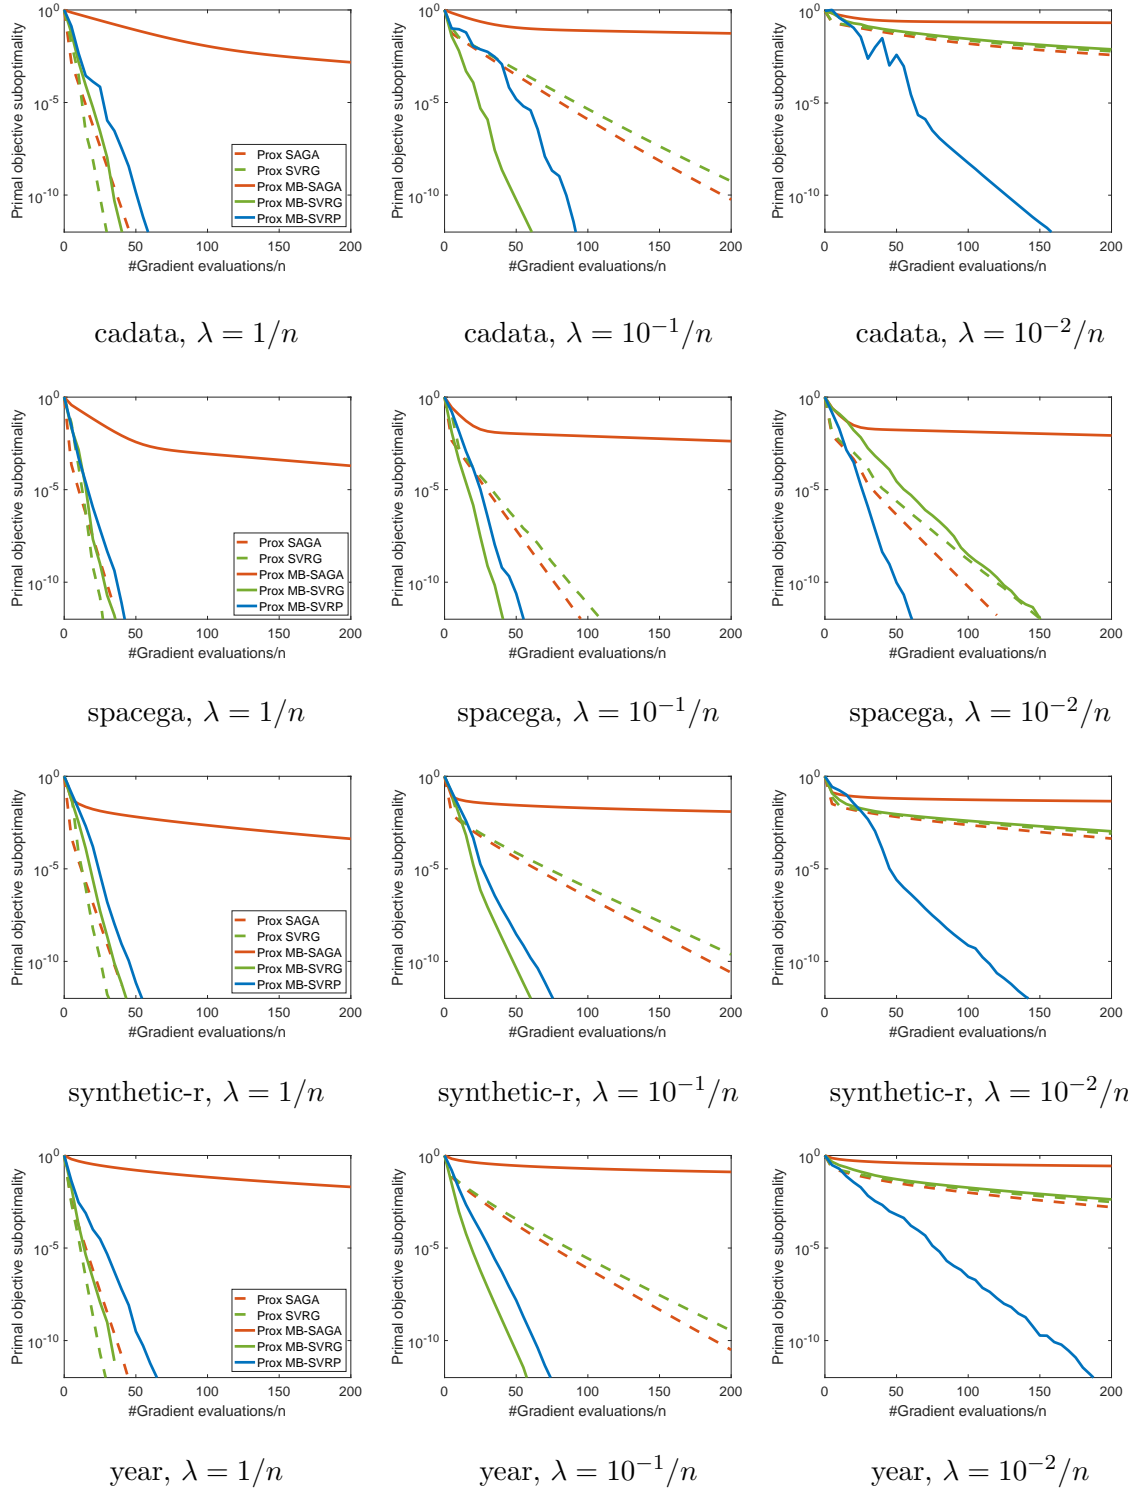 Primal objective suboptimality
10^0
10^-5
10^-10
Prox SAGA
Prox SVRG
Prox MB-SAGA
Prox MB-SVRG
Prox MB-SVRP
0 50 100 150 200
#Gradient evaluations/n
Primal objective suboptimality
10^0
10^-5
10^-10
0 50 100 150 200
#Gradient evaluations/n
Primal objective suboptimality
10^0
10^-5
10^-10
0 50 100 150 200
#Gradient evaluations/n
cadata, λ = 1/n
cadata, λ = 10^-1/n
cadata, λ = 10^-2/n
Primal objective suboptimality
10^0
10^-5
10^-10
Prox SAGA
Prox SVRG
Prox MB-SAGA
Prox MB-SVRG
Prox MB-SVRP
0 50 100 150 200
#Gradient evaluations/n
Primal objective suboptimality
10^0
10^-5
10^-10
0 50 100 150 200
#Gradient evaluations/n
Primal objective suboptimality
10^0
10^-5
10^-10
0 50 100 150 200
#Gradient evaluations/n
spacega, λ = 1/n
spacega, λ = 10^-1/n
spacega, λ = 10^-2/n
Primal objective suboptimality
10^0
10^-5
10^-10
Prox SAGA
Prox SVRG
Prox MB-SAGA
Prox MB-SVRG
Prox MB-SVRP
0 50 100 150 200
#Gradient evaluations/n
Primal objective suboptimality
10^0
10^-5
10^-10
0 50 100 150 200
#Gradient evaluations/n
Primal objective suboptimality
10^0
10^-5
10^-10
0 50 100 150 200
#Gradient evaluations/n
synthetic-r, λ = 1/n
synthetic-r, λ = 10^-1/n
synthetic-r, λ = 10^-2/n
Primal objective suboptimality
10^0
10^-5
10^-10
Prox SAGA
Prox SVRG
Prox MB-SAGA
Prox MB-SVRG
Prox MB-SVRP
0 50 100 150 200
#Gradient evaluations/n
Primal objective suboptimality
10^0
10^-5
10^-10
0 50 100 150 200
#Gradient evaluations/n
Primal objective suboptimality
10^0
10^-5
10^-10
0 50 100 150 200
#Gradient evaluations/n
year, λ = 1/n
year, λ = 10^-1/n
year, λ = 10^-2/n